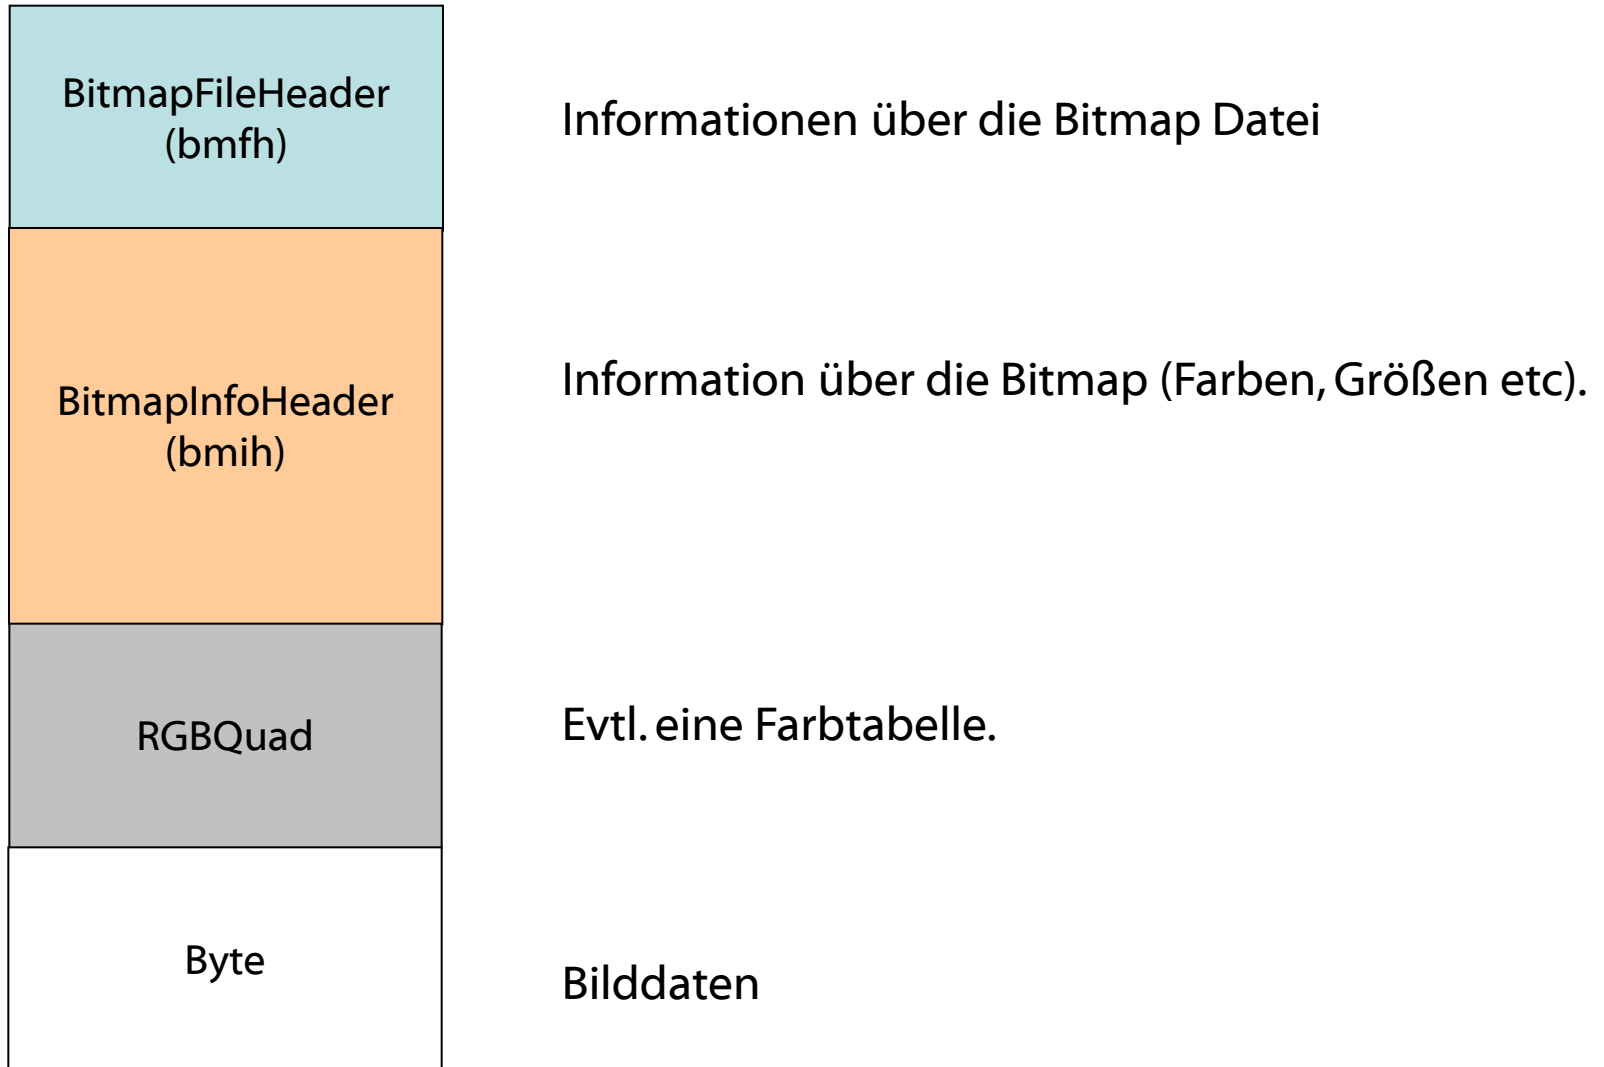 BitmapFileHeader
(bmfh)
Informationen über die Bitmap Datei
BitmapInfoHeader
(bmih)
Information über die Bitmap (Farben, Größen etc).
RGBQuad
Evtl. eine Farbtabelle.
Byte
Bilddaten